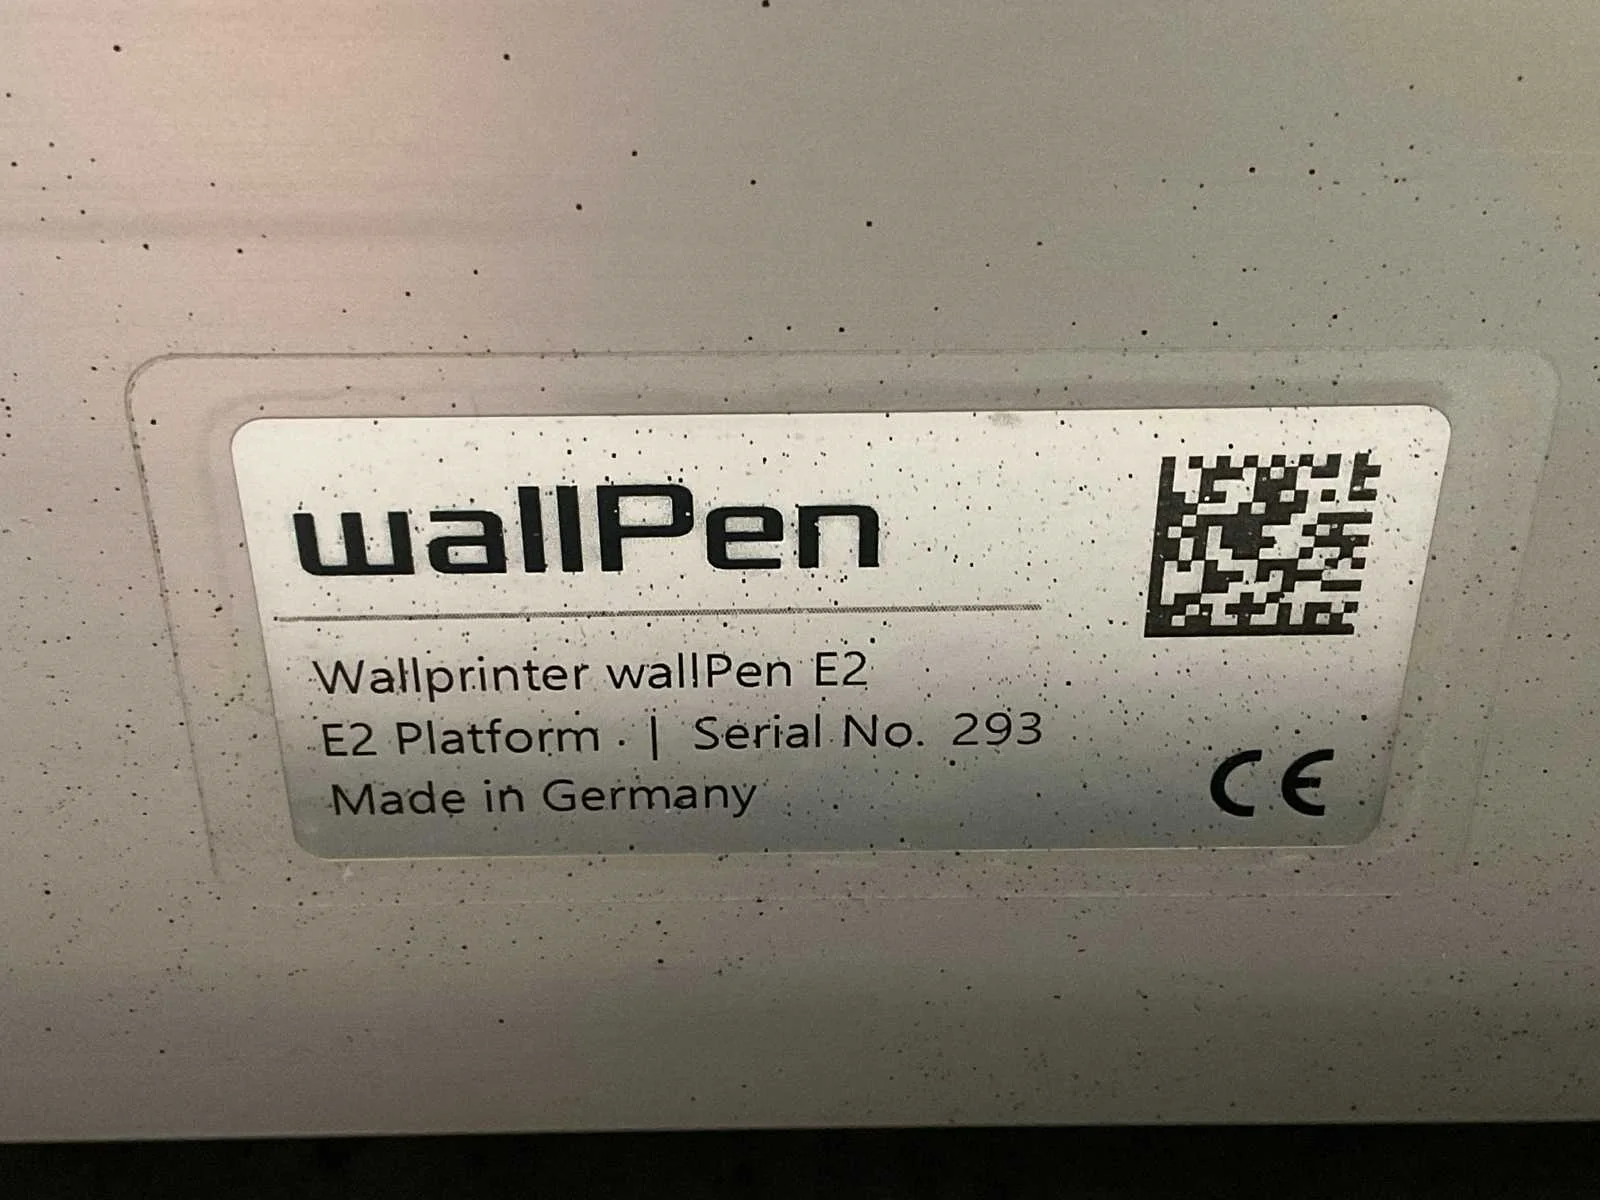 wallPen
Wallprinter wallPen E2
E2 Platform | Serial No. 293
Made in Germany
CE